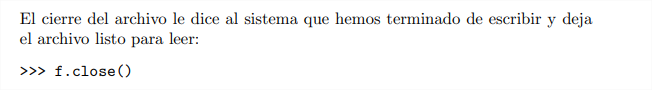 El cierre del archivo le dice al sistema que hemos terminado de escribir y deja
el archivo listo para leer:
>>> f.close()